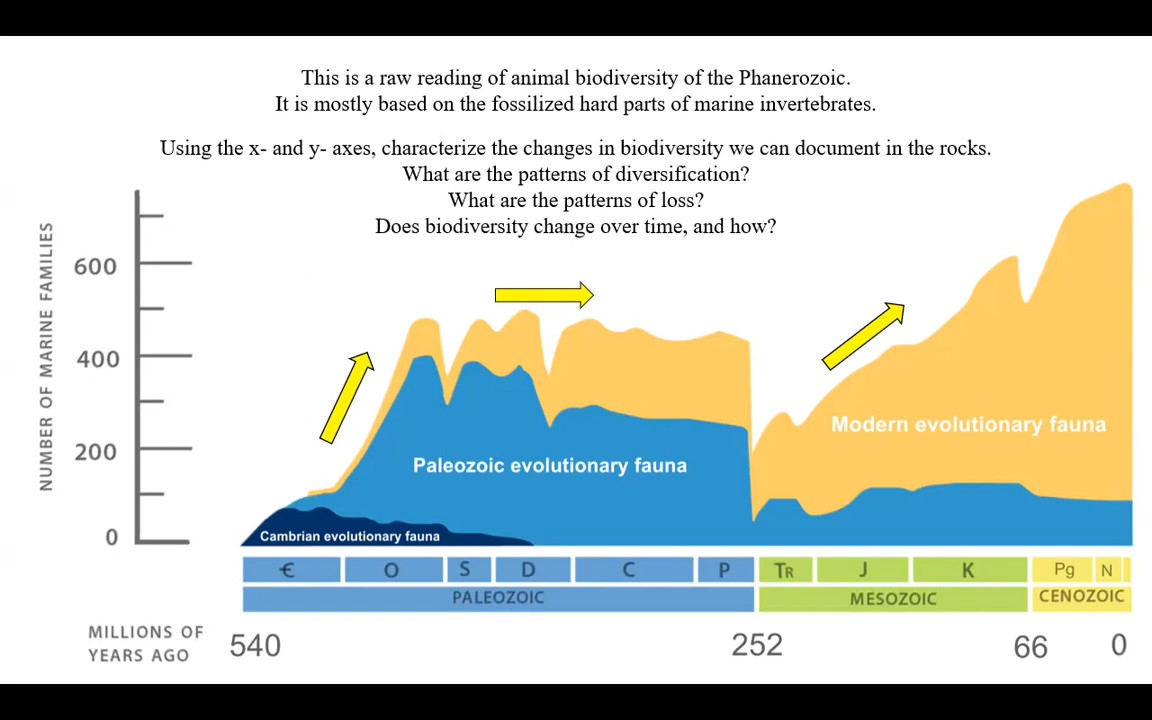 This is a raw reading of animal biodiversity of the Phanerozoic.
It is mostly based on the fossilized hard parts of marine invertebrates.
Using the x- and y- axes, characterize the changes in biodiversity we can document in the rocks.
What are the patterns of diversification?
What are the patterns of loss?
Does biodiversity change over time, and how?
NUMBER OF MARINE FAMILIES
600
400
200
0
Modern evolutionary fauna
Paleozoic evolutionary fauna
Cambrian evolutionary fauna
€ O S D C P TR J K Pg N
PALEOZOIC MESOZOIC CENOZOIC
MILLIONS OF
YEARS AGO
540 252 66 0